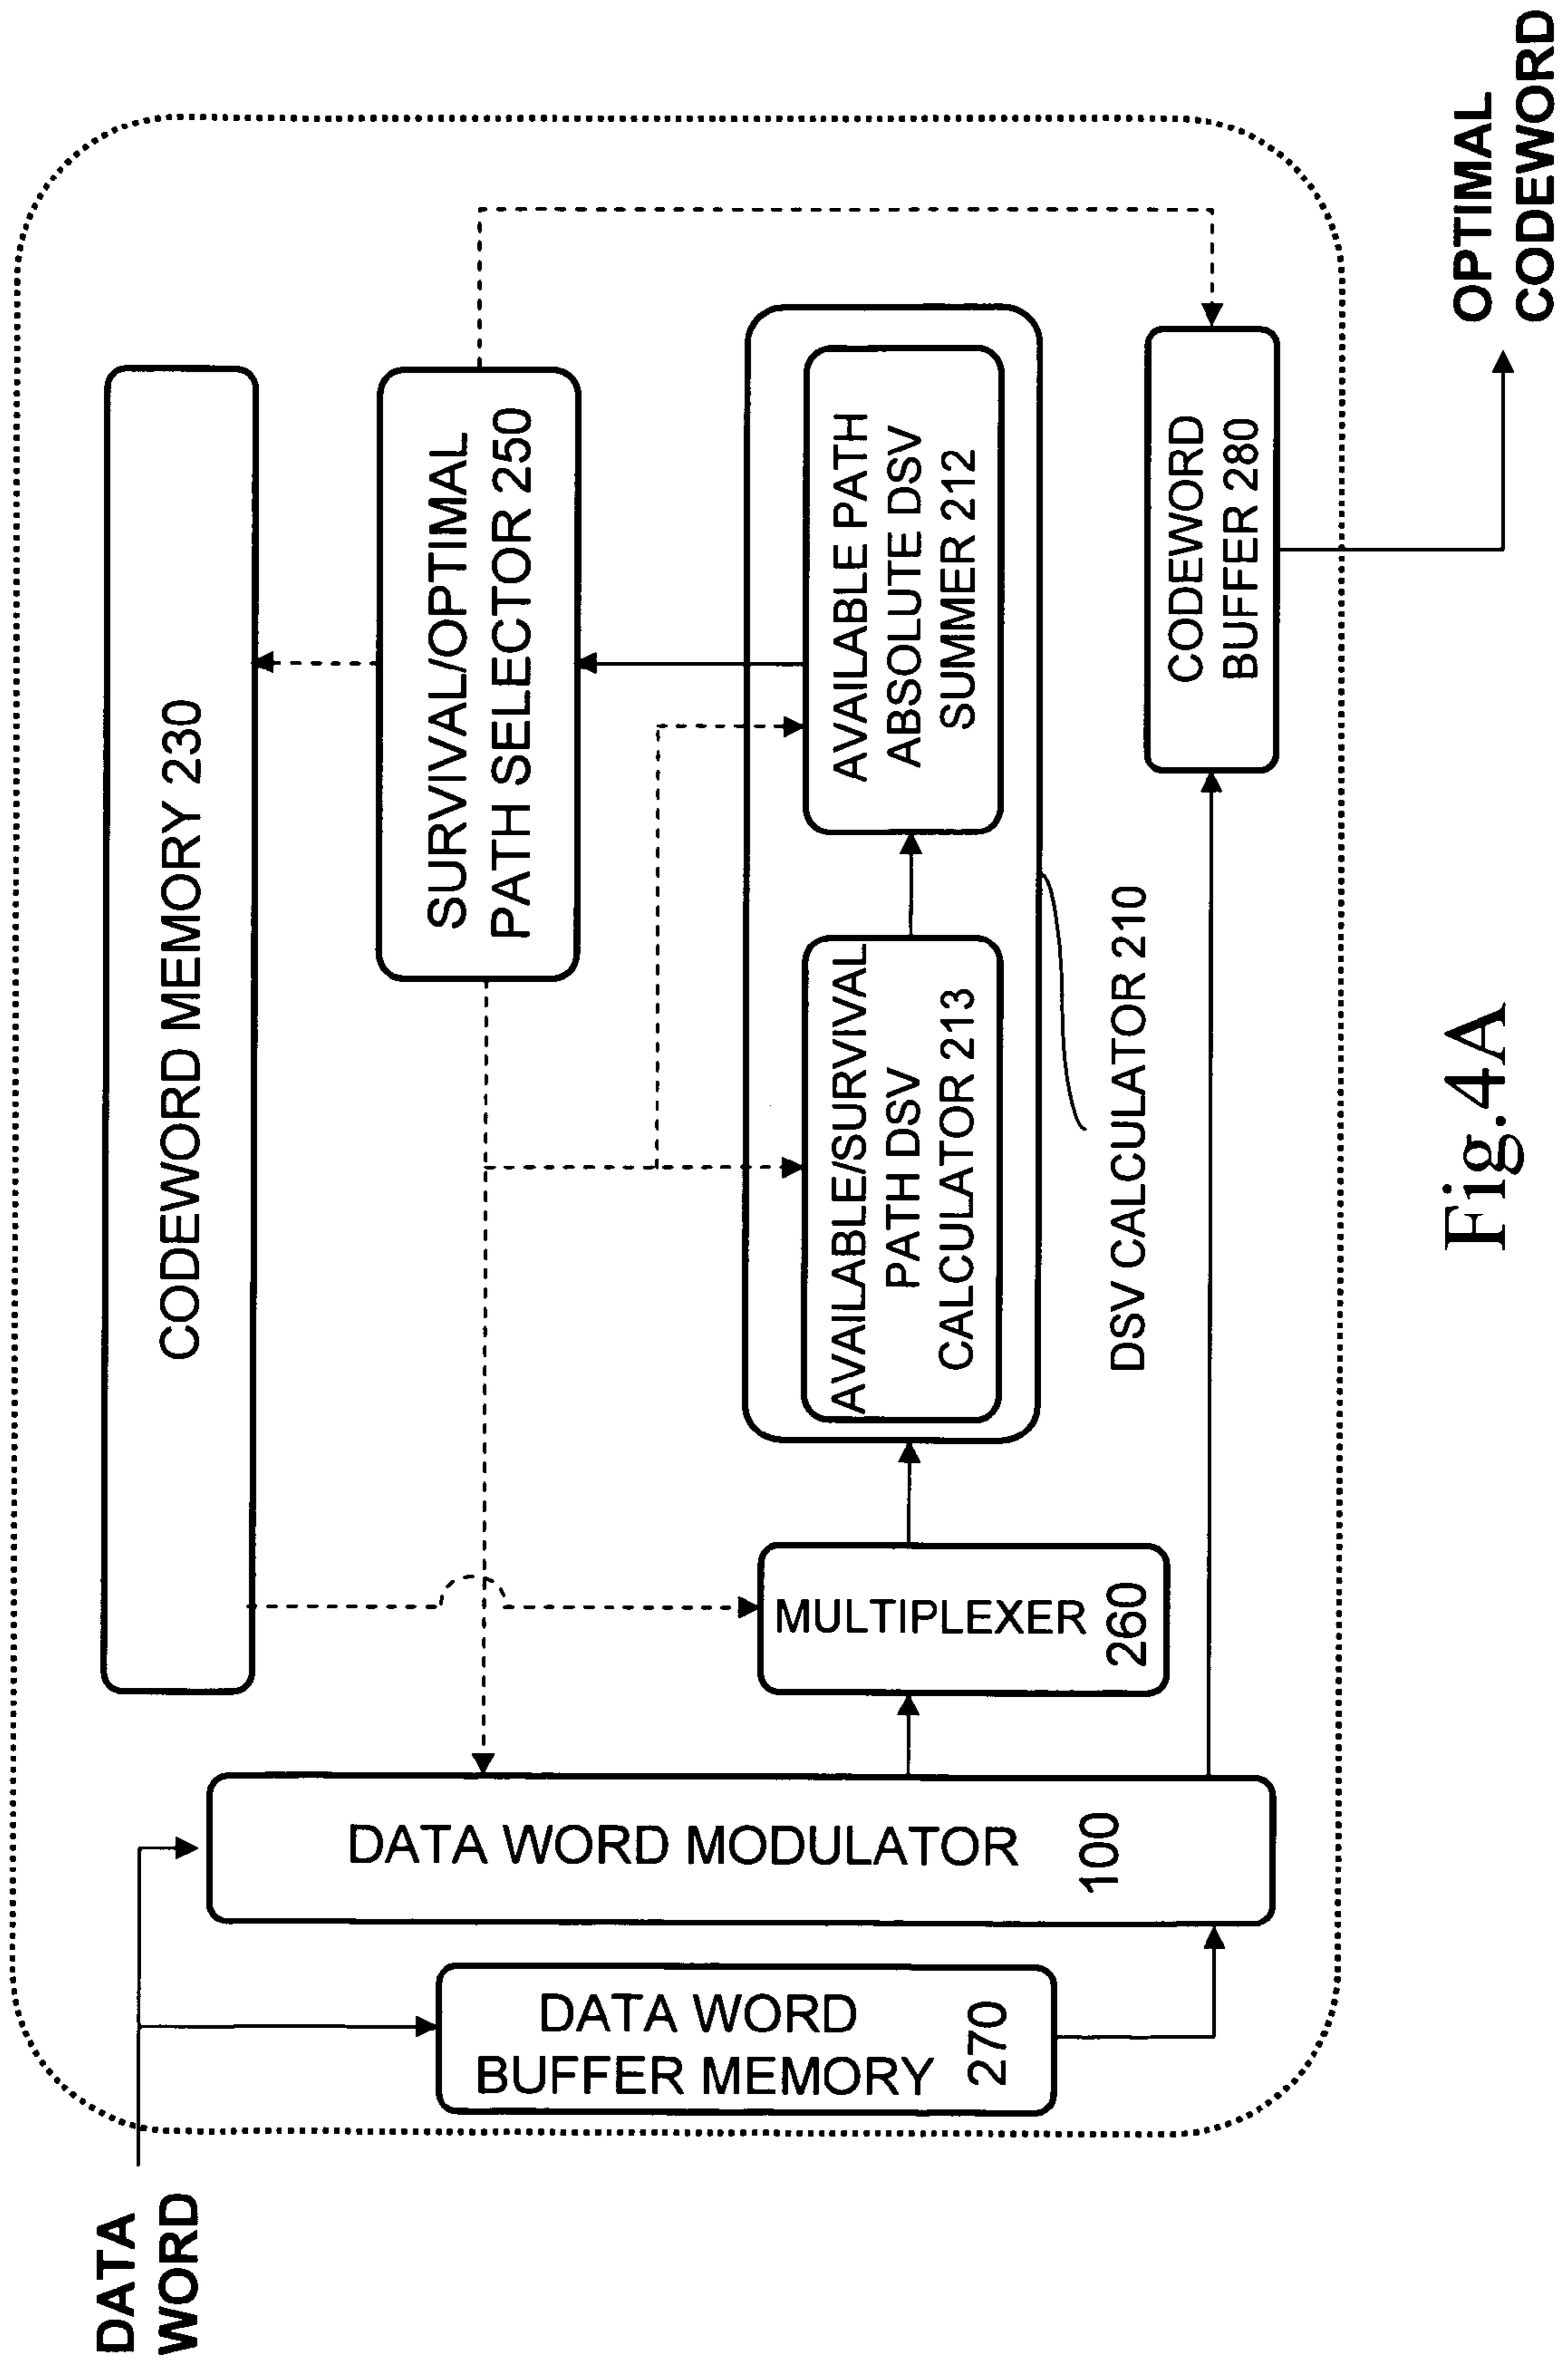 DATA
WORD
CODEWORD MEMORY 230
SURVIVAL/OPTIMAL
PATH SELECTOR 250
DATA WORD MODULATOR
100
DATA WORD
BUFFER MEMORY
270
MULTIPLEXER
260
AVAILABLE/SURVIVAL
PATH DSV
CALCULATOR 213
AVAILABLE PATH
ABSOLUTE DSV
SUMMER 212
DSV CALCULATOR 210
CODEWORD
BUFFER 280
OPTIMAL
CODEWORD
Fig.4A